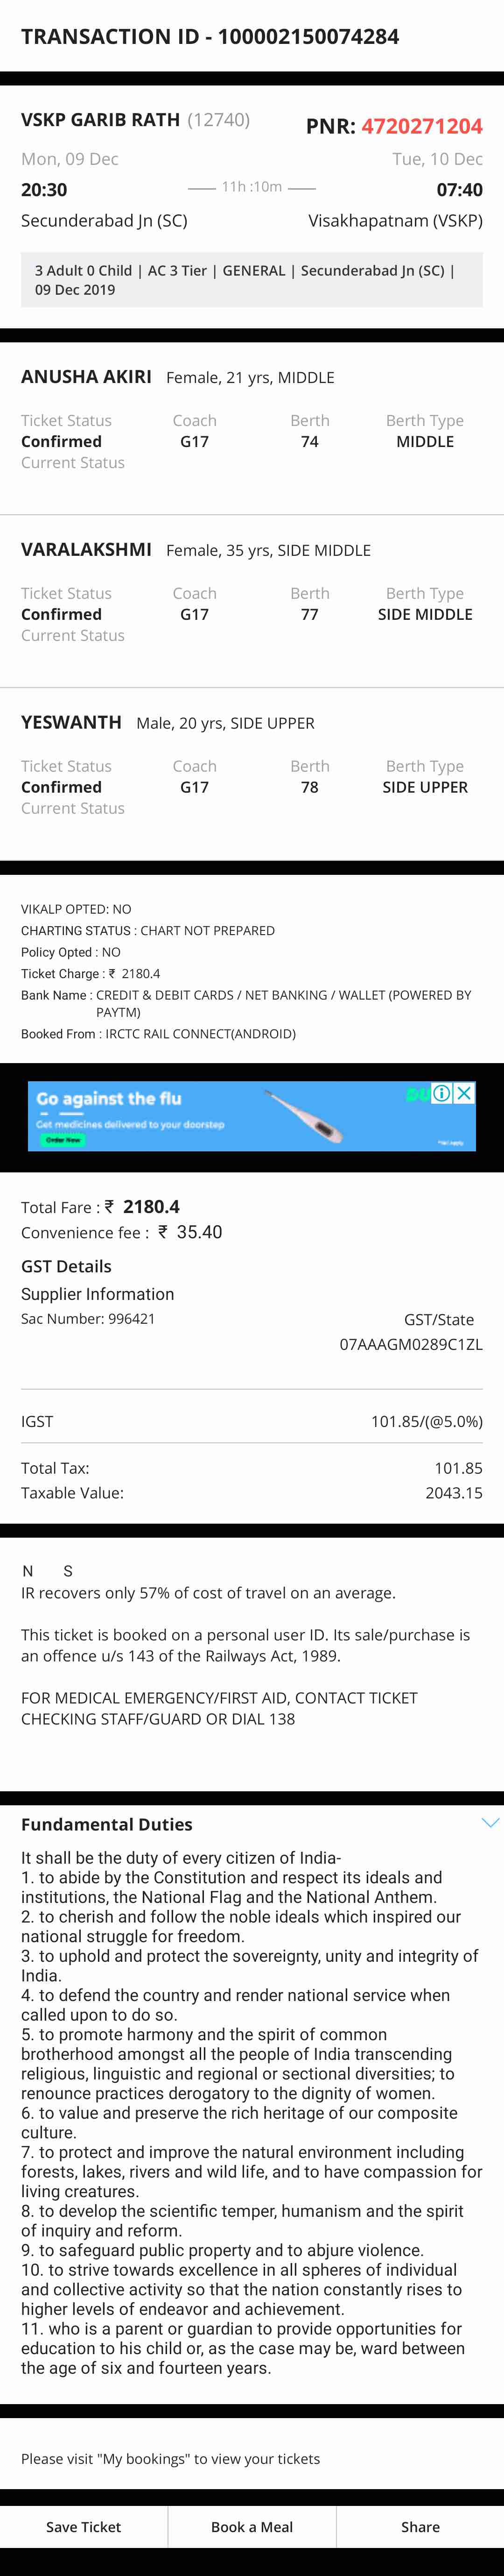 TRANSACTION ID - 100002150074284
VSKP GARIB RATH (12740)
PNR: 4720271204
Mon, 09 Dec
Tue, 10 Dec
20:30
11h :10m
07:40
Secunderabad Jn (SC)
Visakhapatnam (VSKP)
3 Adult 0 Child | AC 3 Tier | GENERAL | Secunderabad Jn (SC) |
09 Dec 2019
ANUSHA AKIRI Female, 21 yrs, MIDDLE
Ticket Status Coach Berth Berth Type
Confirmed G17 74 MIDDLE
Current Status
VARALAKSHMI Female, 35 yrs, SIDE MIDDLE
Ticket Status Coach Berth Berth Type
Confirmed G17 77 SIDE MIDDLE
Current Status
YESWANTH Male, 20 yrs, SIDE UPPER
Ticket Status Coach Berth Berth Type
Confirmed G17 78 SIDE UPPER
Current Status
VIKALP OPTED: NO
CHARTING STATUS : CHART NOT PREPARED
Policy Opted : NO
Ticket Charge : ₹ 2180.4
Bank Name : CREDIT & DEBIT CARDS / NET BANKING / WALLET (POWERED BY
PAYTM)
Booked From : IRCTC RAIL CONNECT(ANDROID)
Go against the flu
Get medicines delivered to your doorstep
Order Now
Total Fare : ₹ 2180.4
Convenience fee : ₹ 35.40
GST Details
Supplier Information
Sac Number: 996421
GST/State
07AAAGM0289C1ZL
IGST 101.85/(@5.0%)
Total Tax: 101.85
Taxable Value: 2043.15
N S
IR recovers only 57% of cost of travel on an average.
This ticket is booked on a personal user ID. Its sale/purchase is
an offence u/s 143 of the Railways Act, 1989.
FOR MEDICAL EMERGENCY/FIRST AID, CONTACT TICKET
CHECKING STAFF/GUARD OR DIAL 138
Fundamental Duties
It shall be the duty of every citizen of India-
1. to abide by the Constitution and respect its ideals and
institutions, the National Flag and the National Anthem.
2. to cherish and follow the noble ideals which inspired our
national struggle for freedom.
3. to uphold and protect the sovereignty, unity and integrity of
India.
4. to defend the country and render national service when
called upon to do so.
5. to promote harmony and the spirit of common
brotherhood amongst all the people of India transcending
religious, linguistic and regional or sectional diversities; to
renounce practices derogatory to the dignity of women.
6. to value and preserve the rich heritage of our composite
culture.
7. to protect and improve the natural environment including
forests, lakes, rivers and wild life, and to have compassion for
living creatures.
8. to develop the scientific temper, humanism and the spirit
of inquiry and reform.
9. to safeguard public property and to abjure violence.
10. to strive towards excellence in all spheres of individual
and collective activity so that the nation constantly rises to
higher levels of endeavor and achievement.
11. who is a parent or guardian to provide opportunities for
education to his child or, as the case may be, ward between
the age of six and fourteen years.
Please visit "My bookings" to view your tickets
Save Ticket
Book a Meal
Share